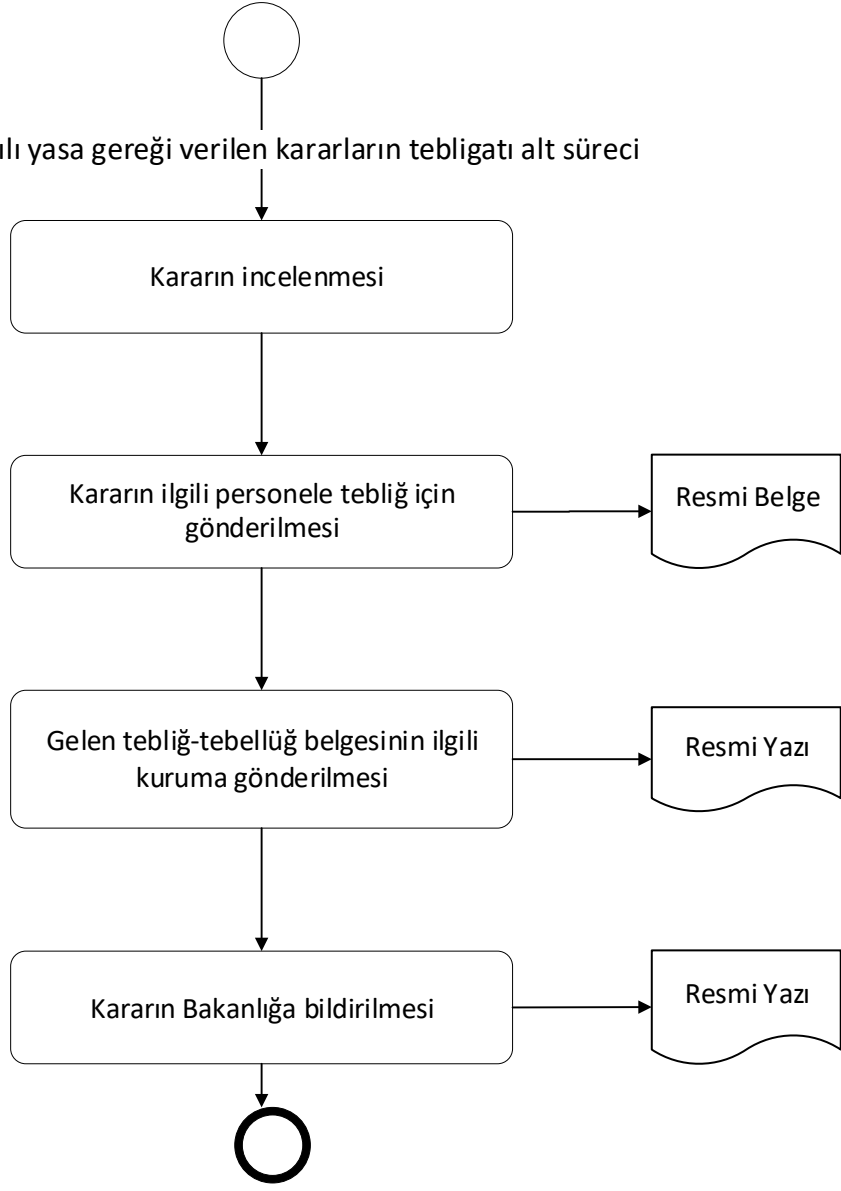 yasa gereği verilen kararların tebligatı alt süreci
Kararın incelenmesi
Kararın ilgili personele tebliğ için
gönderilmesi
Resmi Belge
Gelen tebliğ-tebellüğ belgesinin ilgili
kuruma gönderilmesi
Resmi Yazı
Kararın Bakanlığa bildirilmesi
Resmi Yazı